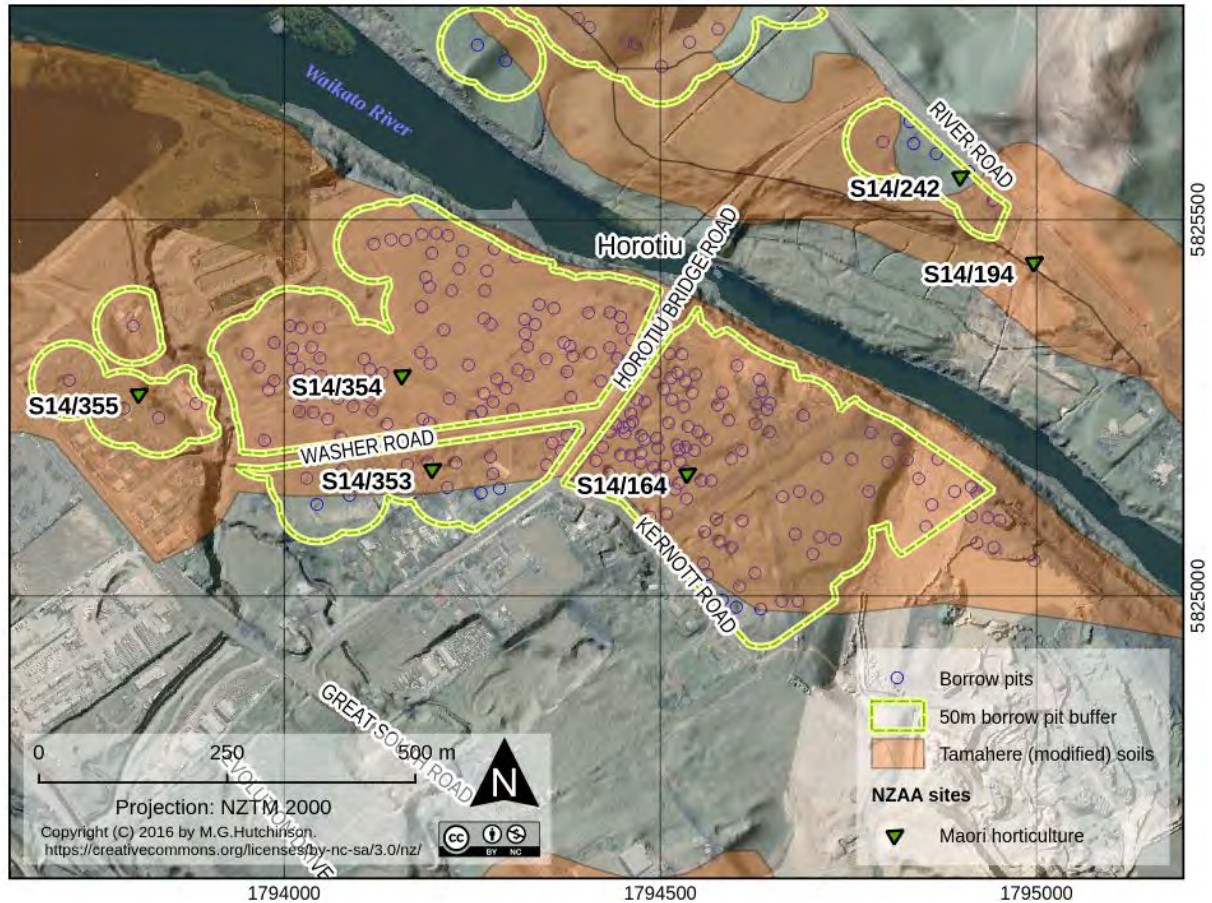 Waikato River
RIVER ROAD
S14/242
5825500
Horotiu
S14/194
HOROTIU BRIDGE ROAD
S14/354
S14/355
WASHER ROAD
S14/353
S14/164
KERNOTT ROAD
5825000
GREAT SOUTH ROAD
Borrow pits
50m borrow pit buffer
Tamahere (modified) soils
NZAA sites
Maori horticulture
0 250 500 m
N
Projection: NZTM 2000
Copyright (C) 2016 by M.G.Hutchinson.
https://creativecommons.org/licenses/by-nc-sa/3.0/nz/
cc
BY NC
1794000 1794500 1795000